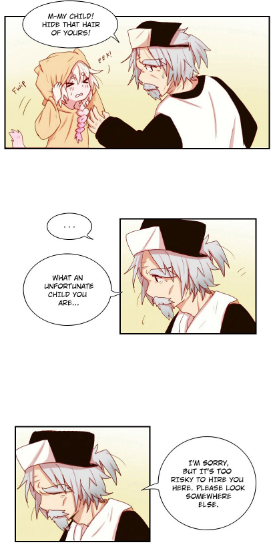 M-MY CHILD!
HIDE THAT HAIR
OF YOURS!
EEK!
FWIP
...
WHAT AN
UNFORTUNATE
CHILD YOU
ARE...
I'M SORRY,
BUT IT'S TOO
RISKY TO HIRE YOU
HERE. PLEASE LOOK
SOMEWHERE
ELSE.